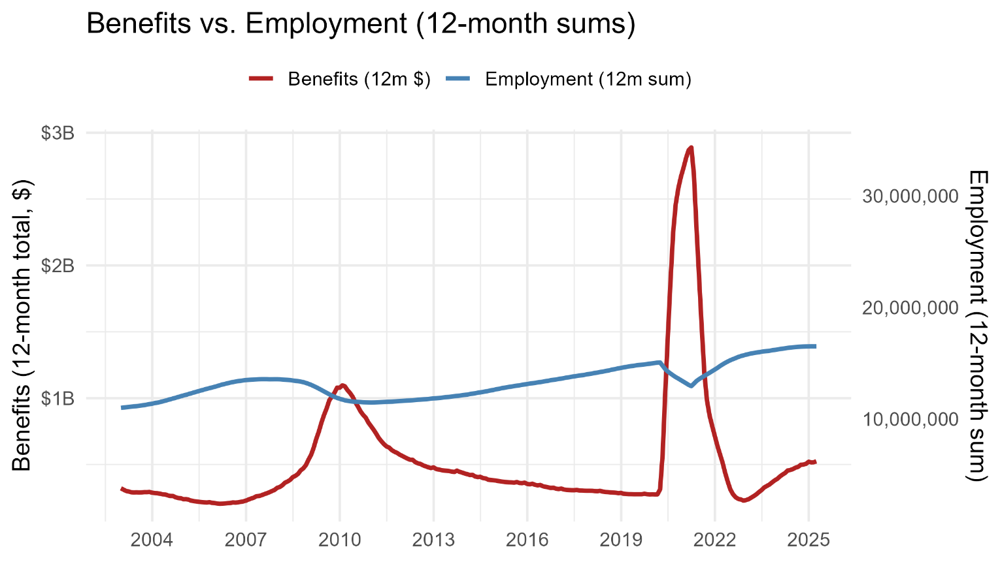 Benefits vs. Employment (12-month sums)
Benefits (12m $) Employment (12m sum)
Benefits (12-month total, $)
$3B
$2B
$1B
30,000,000
20,000,000
10,000,000
Employment (12-month sum)
2004 2007 2010 2013 2016 2019 2022 2025